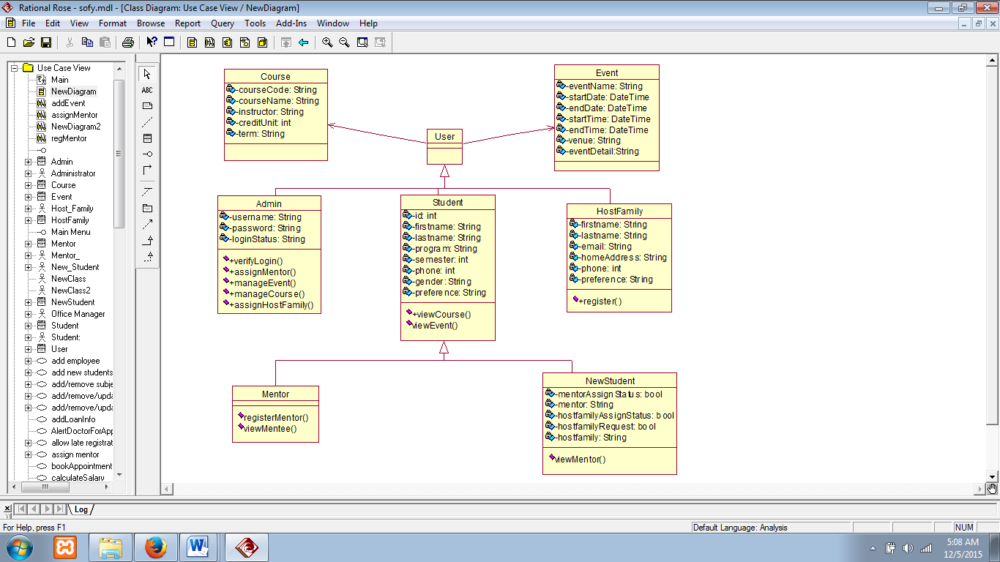 Rational Rose - sofy.mdl - [Class Diagram: Use Case View / NewDiagram]
File Edit View Format Browse Report Query Tools Add-Ins Window Help
Use Case View
Main
NewDiagram
addEvent
assignMentor
NewDiagram2
regMentor
Admin
Administrator
Course
Event
Host_Family
HostFamily
Main Menu
Mentor
Mentor_
New_Student
NewClass
NewClass2
NewStudent
Office Manager
Student
Student:
User
add employee
add new students
add/remove subje
add/remove/upda
add/remove/upda
addLoanInfo
AlertDoctorForApp
allow late registrat
assign mentor
bookAppointment
calculateSalary
ABC
Course
-courseCode: String
-courseName: String
-instructor: String
-creditUnit: int
-term: String
User
Event
-eventName: String
-startDate: DateTime
-endDate: DateTime
-startTime: DateTime
-endTime: DateTime
-venue: String
-eventDetail:String
Admin
-username: String
-password: String
-loginStatus: String
+verifyLogin()
+assignMentor()
+manageEvent()
+manageCourse()
+assignHostFamily()
Student
-id: int
-firstname: String
-lastname: String
-program: String
-semester: int
-phone: int
-gender: String
-preference: String
+viewCourse()
viewEvent()
HostFamily
-firstname: String
-lastname: String
-email: String
-homeAddress: String
-phone: int
-preference: String
+register()
Mentor
registerMentor()
viewMentee()
NewStudent
-mentorAssignStatus: bool
-mentor: String
-hostfamilyAssignStatus: bool
-hostfamilyRequest: bool
-hostfamily: String
viewMentor()
Log
For Help, press F1
Default Language: Analysis
NUM
5:08 AM
12/5/2015